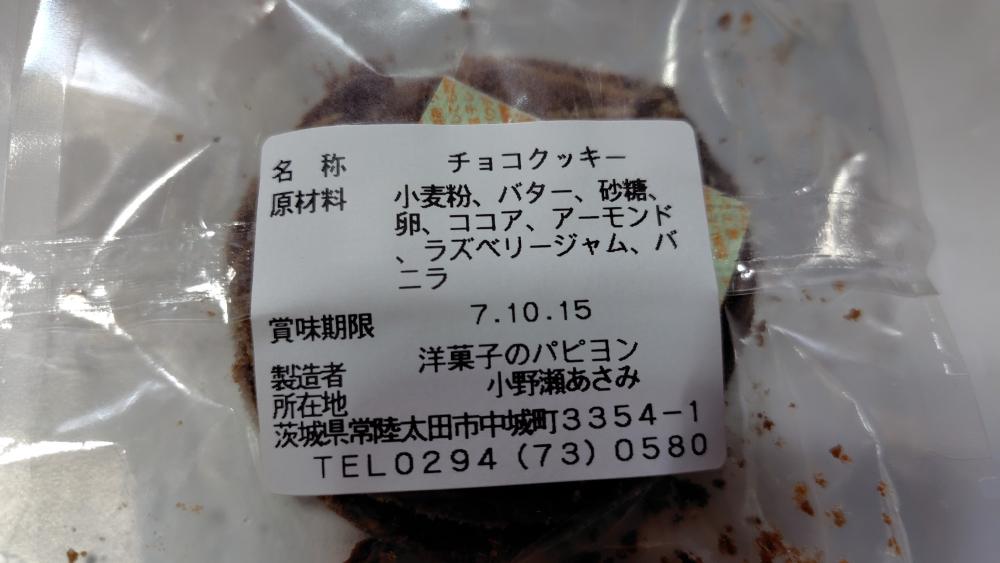 名　称　チョコクッキー
原材料　小麦粉、バター、砂糖、
卵、ココア、アーモンド
、ラズベリージャム、バ
ニラ
賞味期限　7.10.15
製造者　洋菓子のパピヨン
小野瀬あさみ
所在地
茨城県常陸太田市中城町3354-1
TEL0294(73)0580